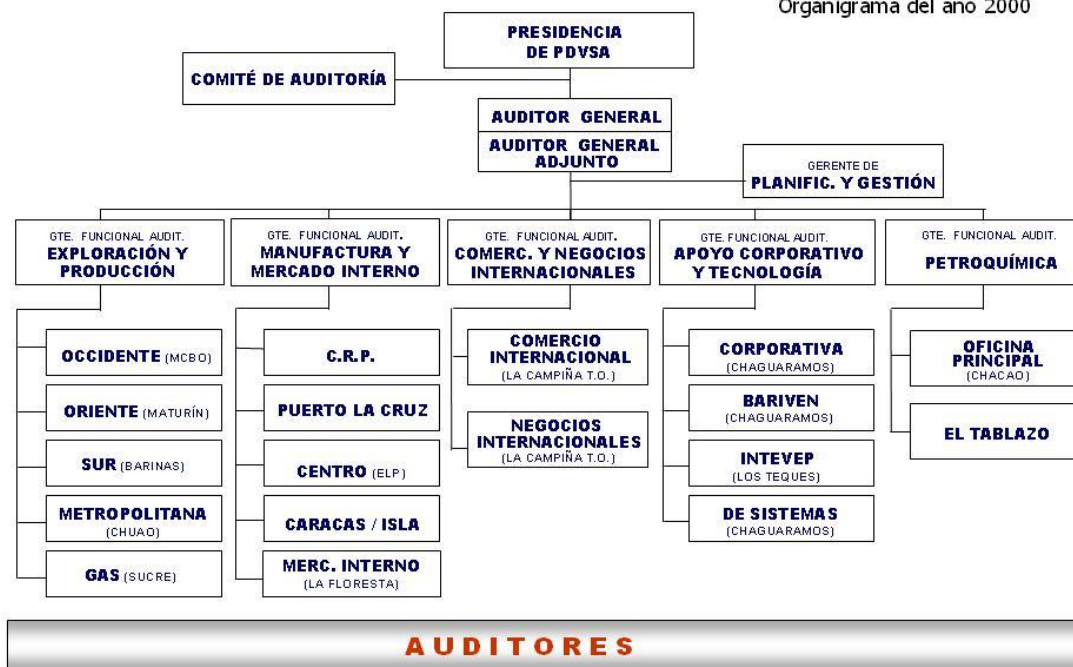 Organigrama del año 2000
PRESIDENCIA
DE PDVSA
COMITÉ DE AUDITORÍA
AUDITOR GENERAL
AUDITOR GENERAL
ADJUNTO
GERENTE DE
PLANIFIC. Y GESTIÓN
GTE. FUNCIONAL AUDIT.
EXPLORACIÓN Y
PRODUCCIÓN
GTE. FUNCIONAL AUDIT.
MANUFACTURA Y
MERCADO INTERNO
GTE. FUNCIONAL AUDIT.
COMERC. Y NEGOCIOS
INTERNACIONALES
GTE. FUNCIONAL AUDIT.
APOYO CORPORATIVO
Y TECNOLOGÍA
GTE. FUNCIONAL AUDIT.
PETROQUÍMICA
OCCIDENTE (MCBO)
ORIENTE (MATURÍN)
SUR (BARINAS)
METROPOLITANA
(CHUAO)
GAS (SUCRE)
C.R.P.
PUERTO LA CRUZ
CENTRO (ELP)
CARACAS / ISLA
MERC. INTERNO
(LA FLORESTA)
COMERCIO
INTERNACIONAL
(LA CAMPIÑA T.O.)
NEGOCIOS
INTERNACIONALES
(LA CAMPIÑA T.O.)
CORPORATIVA
(CHAGUARAMOS)
BARIVEN
(CHAGUARAMOS)
INTEVEP
(LOS TEQUES)
DE SISTEMAS
(CHAGUARAMOS)
OFICINA
PRINCIPAL
(CHACAO)
EL TABLAZO
AUDITORES